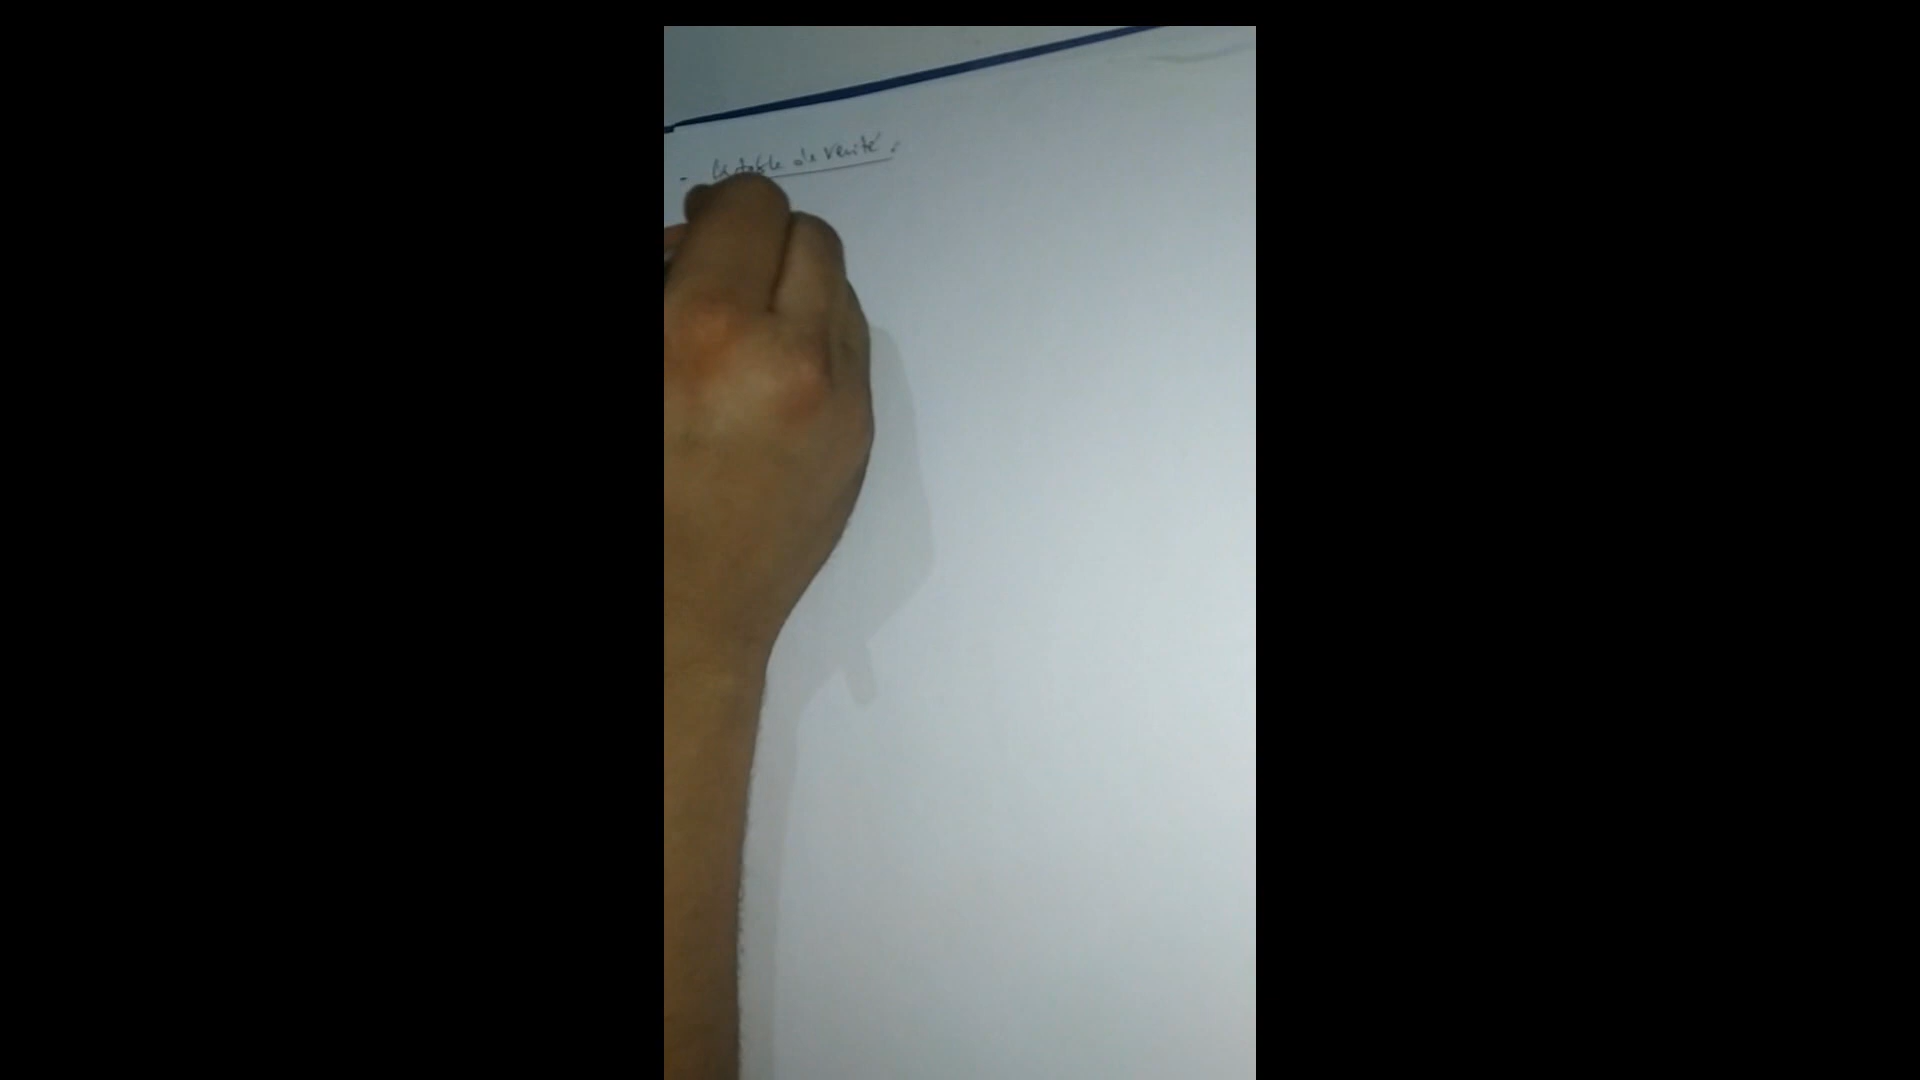 - la table de vérité :